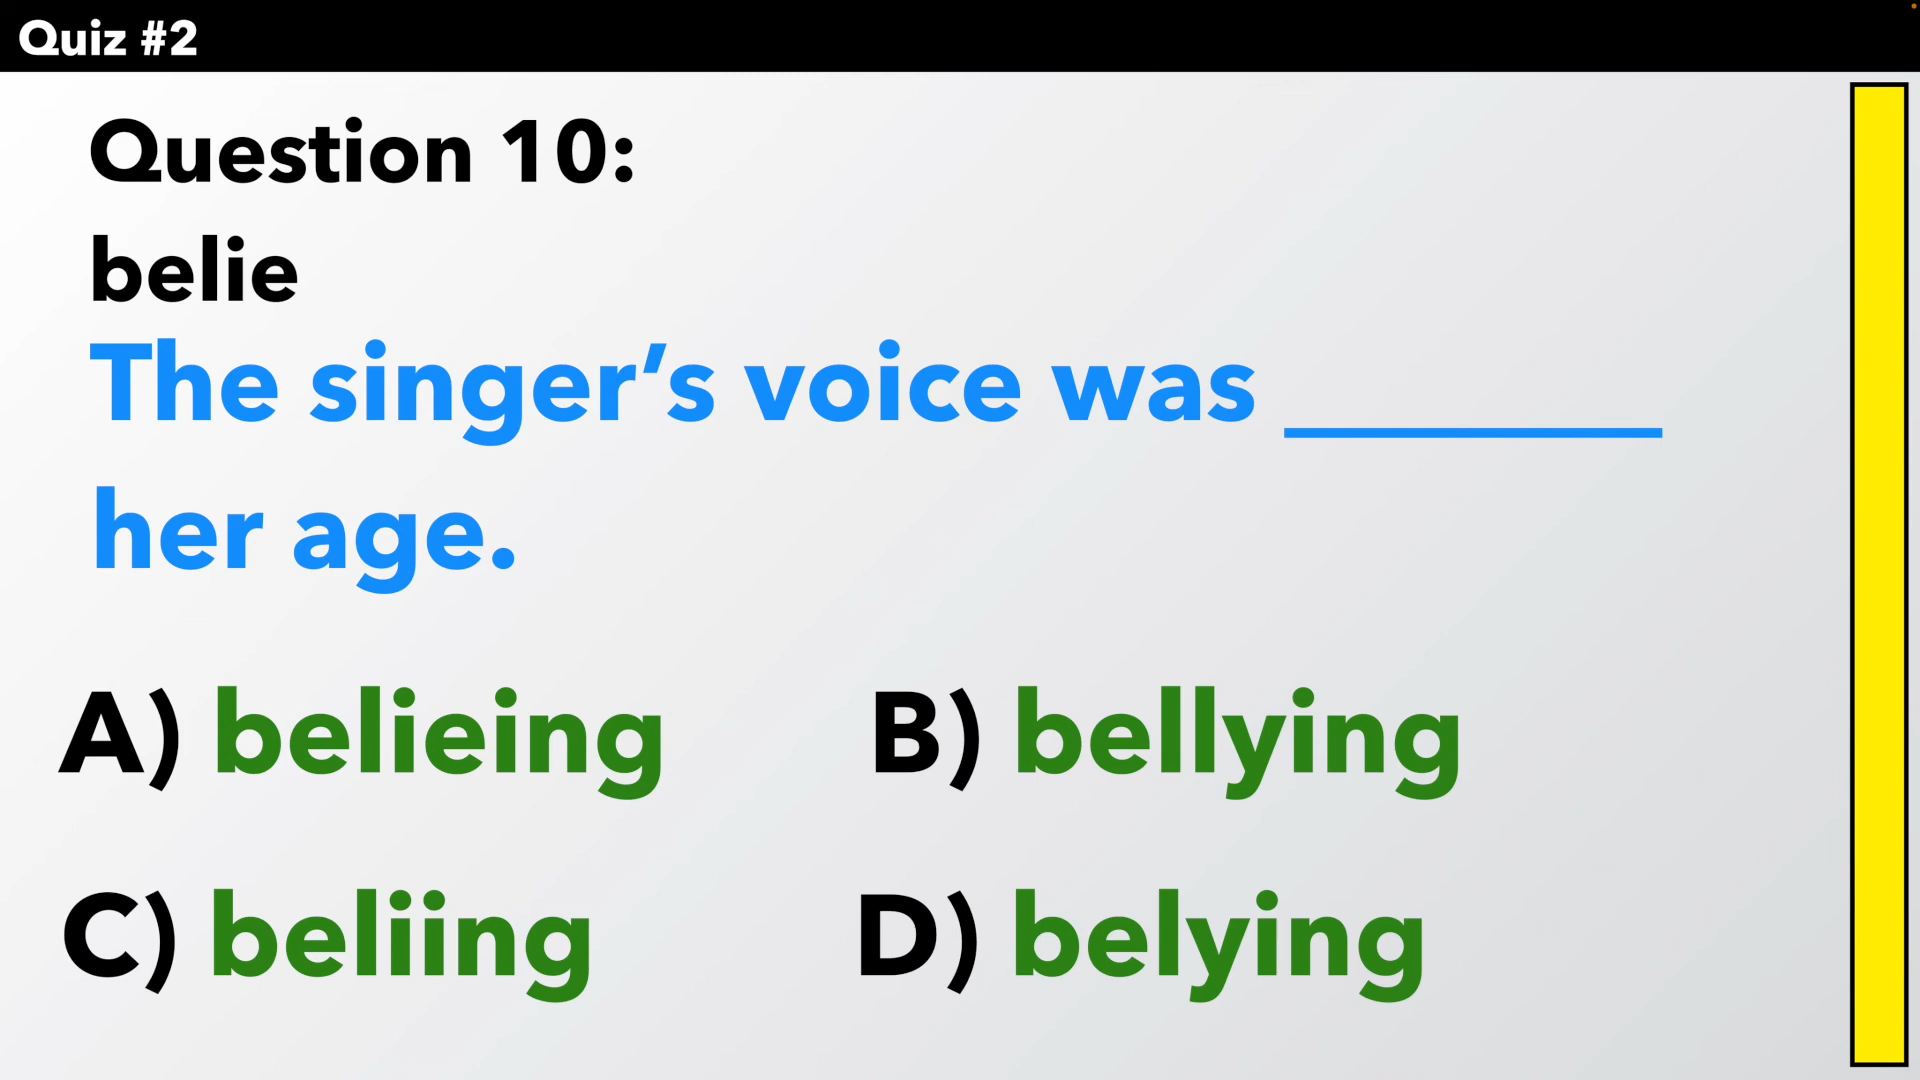 Quiz #2
Question 10:
belie
The singer’s voice was ________
her age.
A) belieing B) bellying
C) beliing D) belying